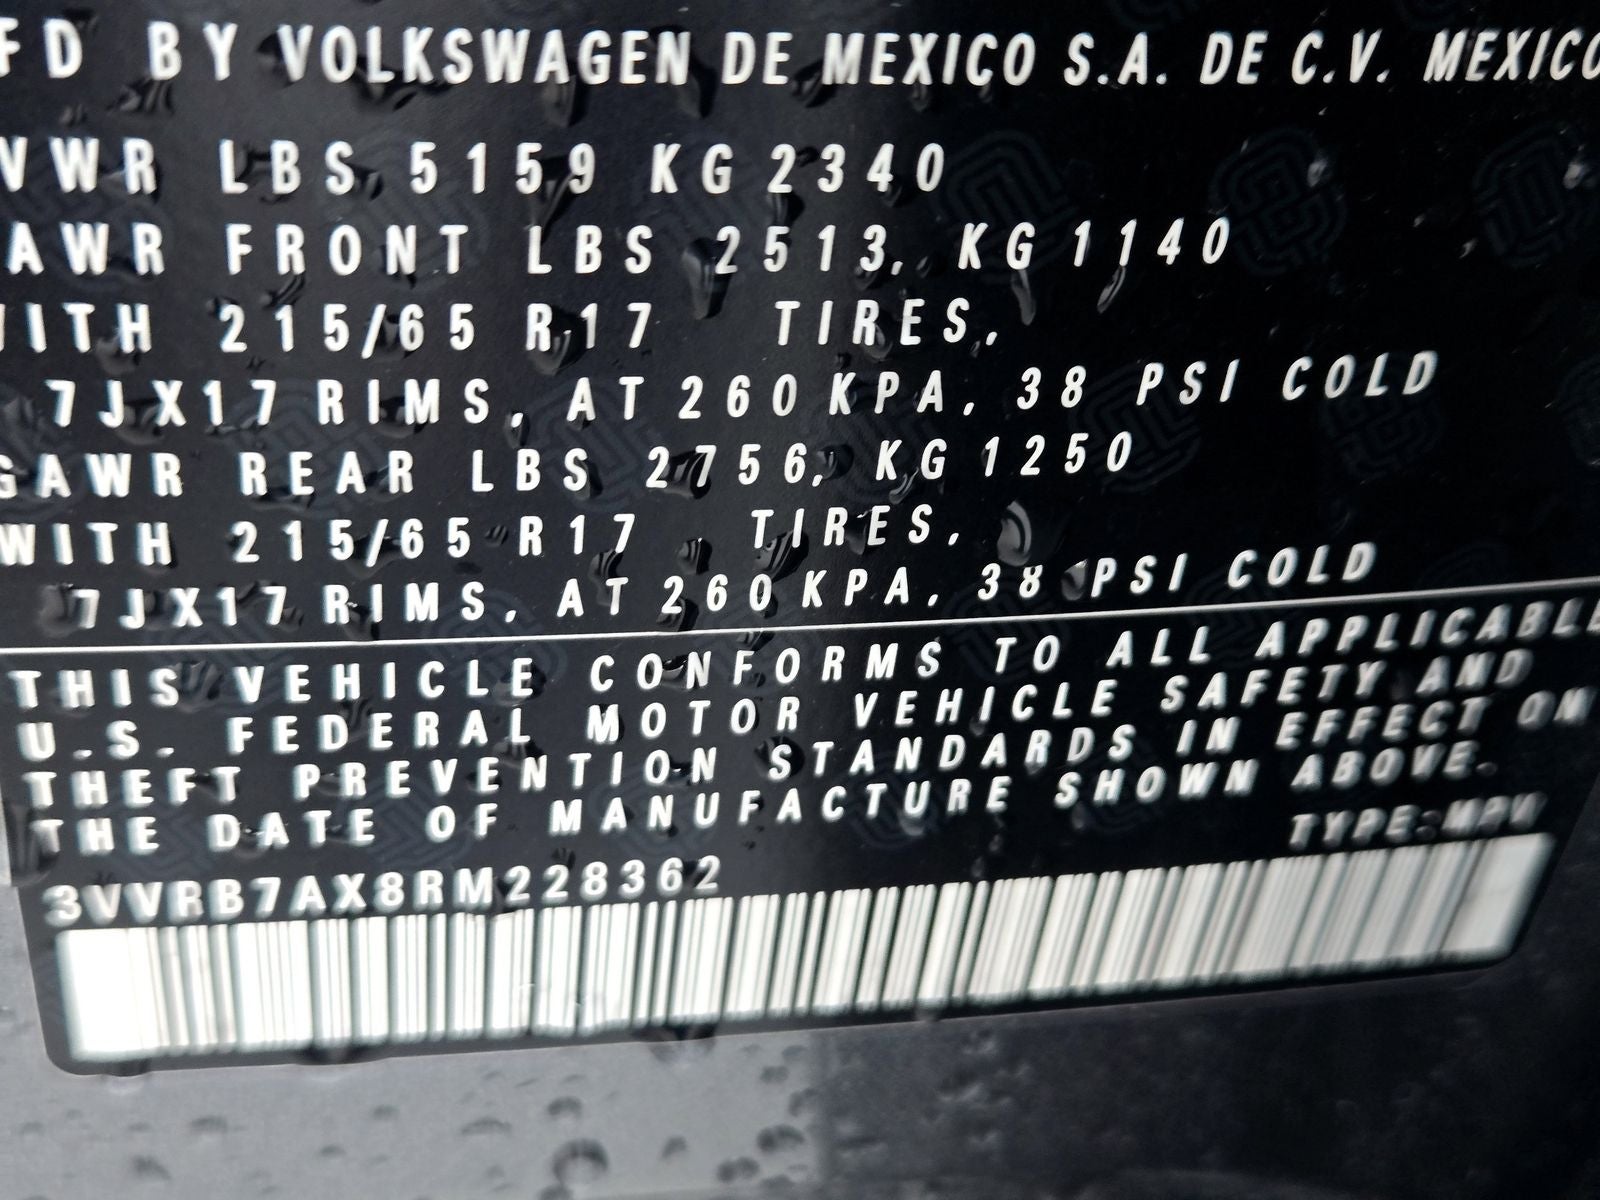 FD BY VOLKSWAGEN DE MEXICO S.A. DE C.V. MEXICO
VWR LBS 5159 KG 2340
AWR FRONT LBS 2513, KG 1140
WITH 215/65 R17 TIRES,
7JX17 RIMS, AT 260 KPA, 38 PSI COLD
GAWR REAR LBS 2756, KG 1250
WITH 215/65 R17 TIRES,
7JX17 RIMS, AT 260 KPA, 38 PSI COLD
THIS VEHICLE CONFORMS TO ALL APPLICABLE
U.S. FEDERAL MOTOR VEHICLE SAFETY AND
THEFT PREVENTION STANDARDS IN EFFECT ON
THE DATE OF MANUFACTURE SHOWN ABOVE.
TYPE:MPV
3VVRB7AX8RM228362